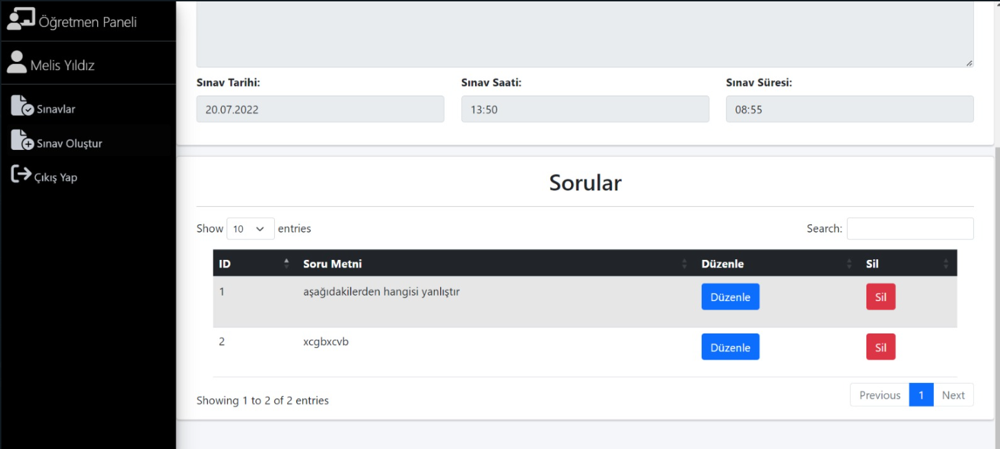 Öğretmen Paneli
Melis Yıldız
Sınavlar
Sınav Oluştur
Çıkış Yap
Sınav Tarihi: Sınav Saati: Sınav Süresi:
20.07.2022 13:50 08:55
Sorular
Show 10 entries Search:
ID Soru Metni Düzenle Sil
1 aşağıdakilerden hangisi yanlıştır Düzenle Sil
2 xcgbxcvb Düzenle Sil
Showing 1 to 2 of 2 entries Previous 1 Next